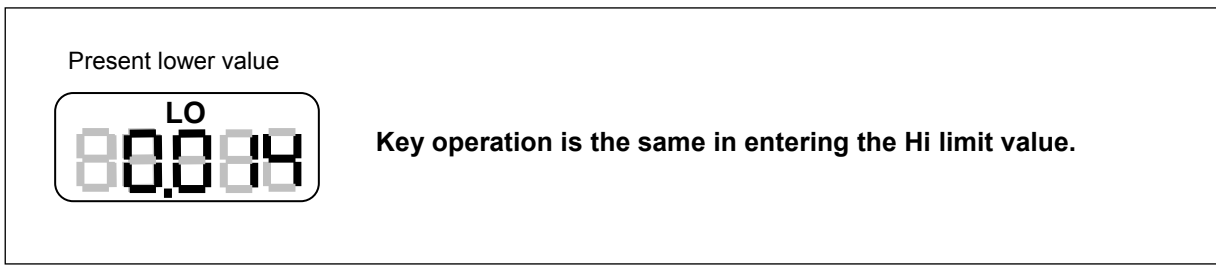 Present lower value
LO
0.014
Key operation is the same in entering the Hi limit value.